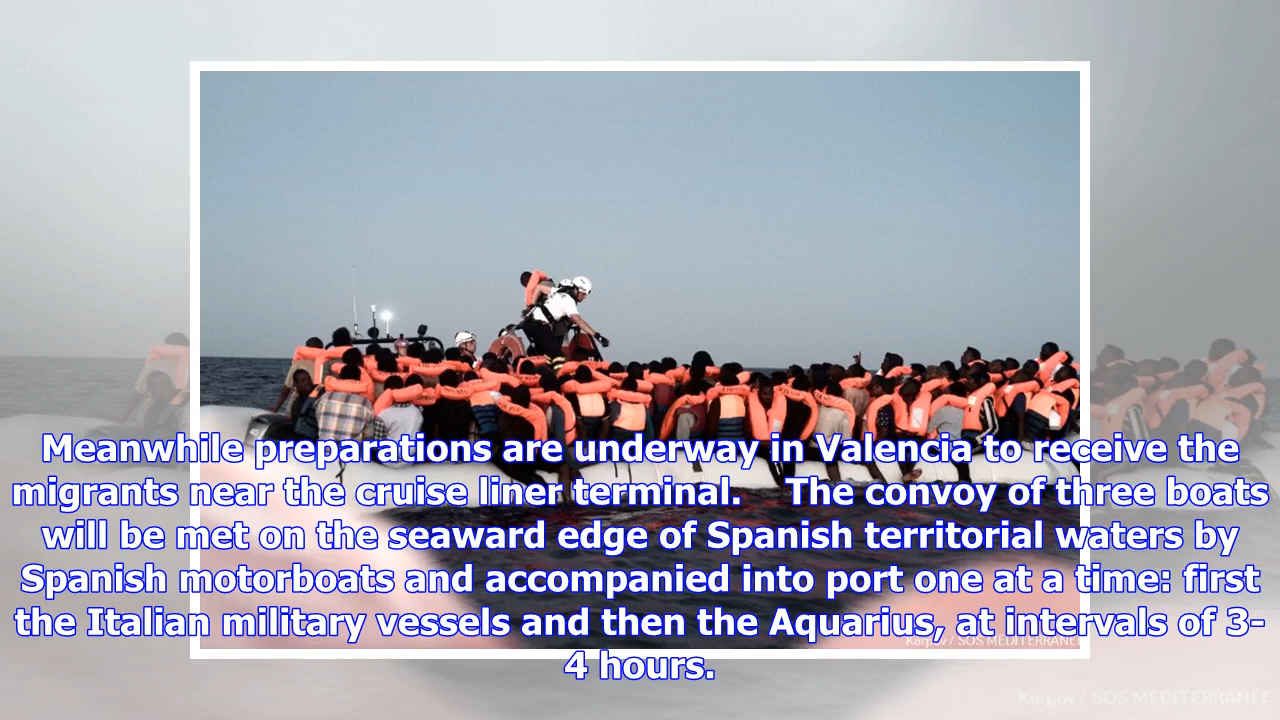 Meanwhile preparations are underway in Valencia to receive the
migrants near the cruise liner terminal.    The convoy of three boats
will be met on the seaward edge of Spanish territorial waters by
Spanish motorboats and accompanied into port one at a time: first
the Italian military vessels and then the Aquarius, at intervals of 3-
4 hours.
Karpov / SOS MEDITERRANEE
Karpov / SOS MEDITERRANEE